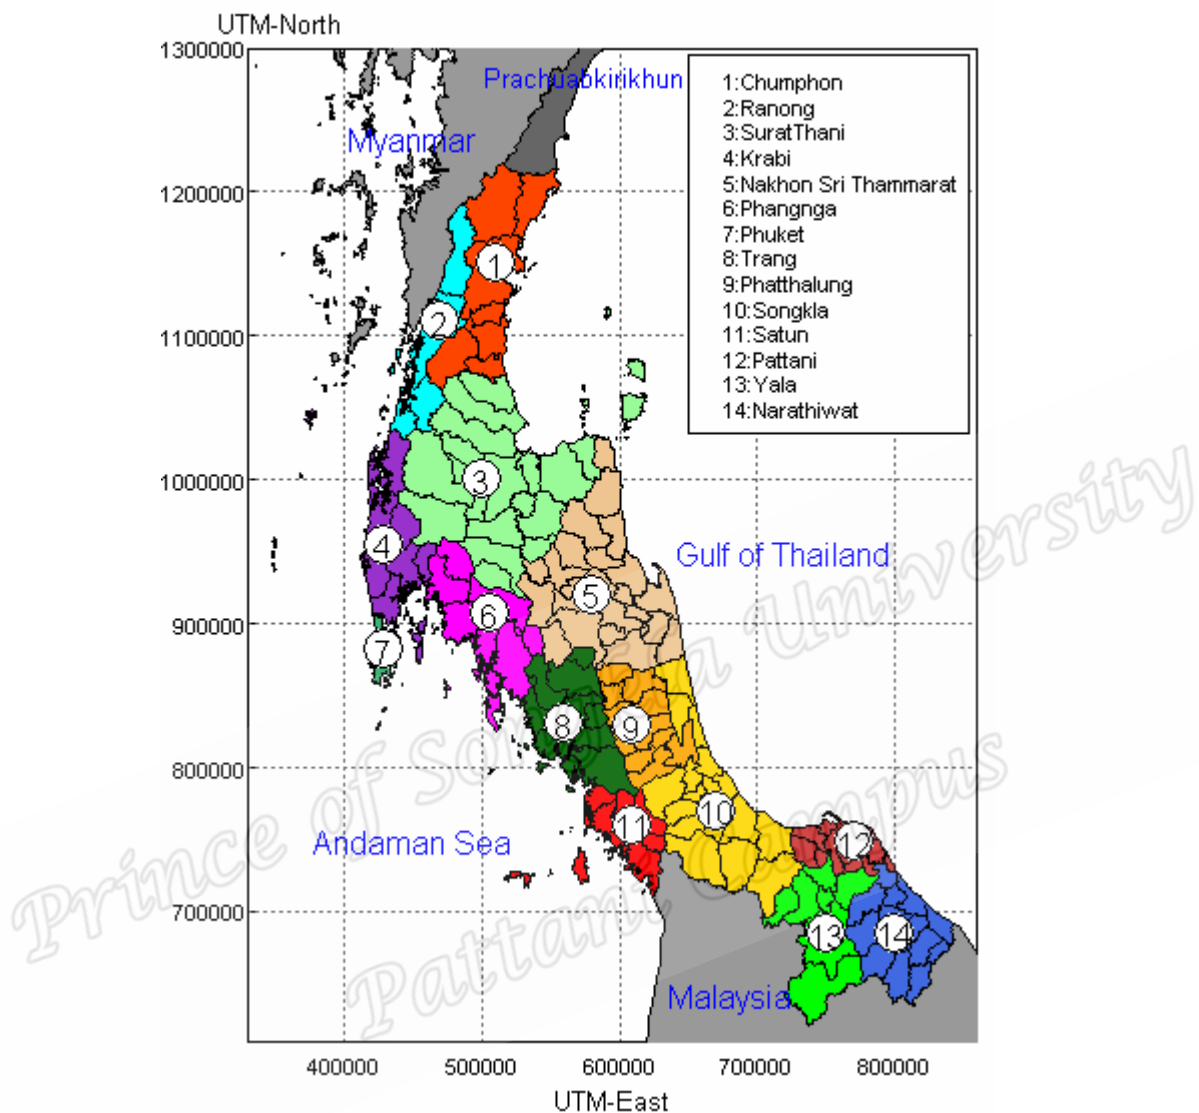 UTM-North
1300000
Prachuabkirikhun
1:Chumphon
2:Ranong
3:SuratThani
4:Krabi
5:Nakhon Sri Thammarat
6:Phangnga
7:Phuket
8:Trang
9:Phatthalung
10:Songkla
11:Satun
12:Pattani
13:Yala
14:Narathiwat
Myanmar
1200000
1
2
1100000
3
1000000
4
Gulf of Thailand
5
6
900000
7
8
9
800000
10
11
12
Andaman Sea
700000
13
14
Malaysia
400000 500000 600000 700000 800000
UTM-East
Prince of Songkla University
Pattani Campus